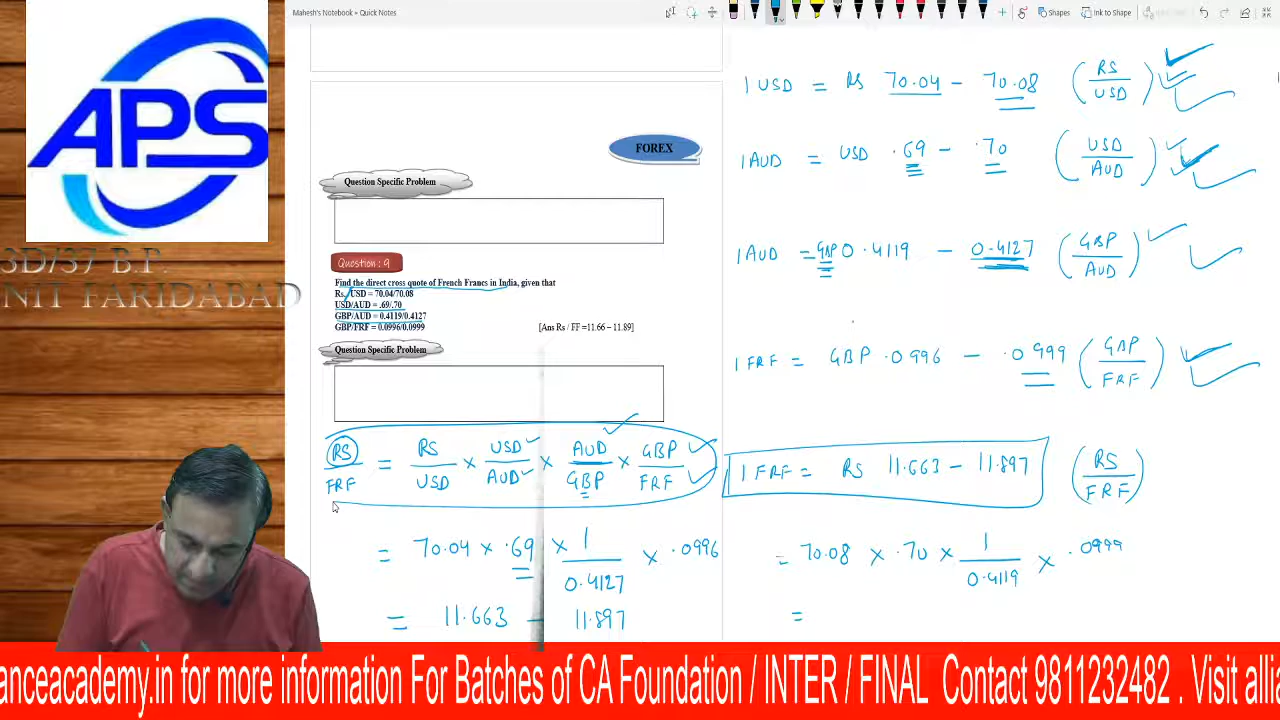 Mahesh's Notebook » Quick Notes
Shapes
Ink to Shape
APS
3D/37 B.P.
NIT FARIDABAD
FOREX
Question Specific Problem
Question : 9
Find the direct cross quote of French Francs in India, given that
Rs. /USD = 70.04/70.08
USD/AUD = .69/.70
GBP/AUD = 0.4119/0.4127
GBP/FRF = 0.0996/0.0999 [Ans Rs / FF =11.66 – 11.89]
Question Specific Problem
RS/FRF = RS/USD × USD/AUD × AUD/GBP × GBP/FRF
= 70.04 × .69 × 1/0.4127 × .0996
= 11.663 – 11.897
1 USD = RS 70.04 – 70.08 (RS/USD)
1 AUD = USD .69 – .70 (USD/AUD)
1 AUD = GBP 0.4119 – 0.4127 (GBP/AUD)
1 FRF = GBP .0996 – .0999 (GBP/FRF)
1 FRF = RS 11.663 – 11.897 (RS/FRF)
= 70.08 × .70 × 1/0.4119 × .0999
=
anceacademy.in for more information For Batches of CA Foundation / INTER / FINAL Contact 9811232482 . Visit allia